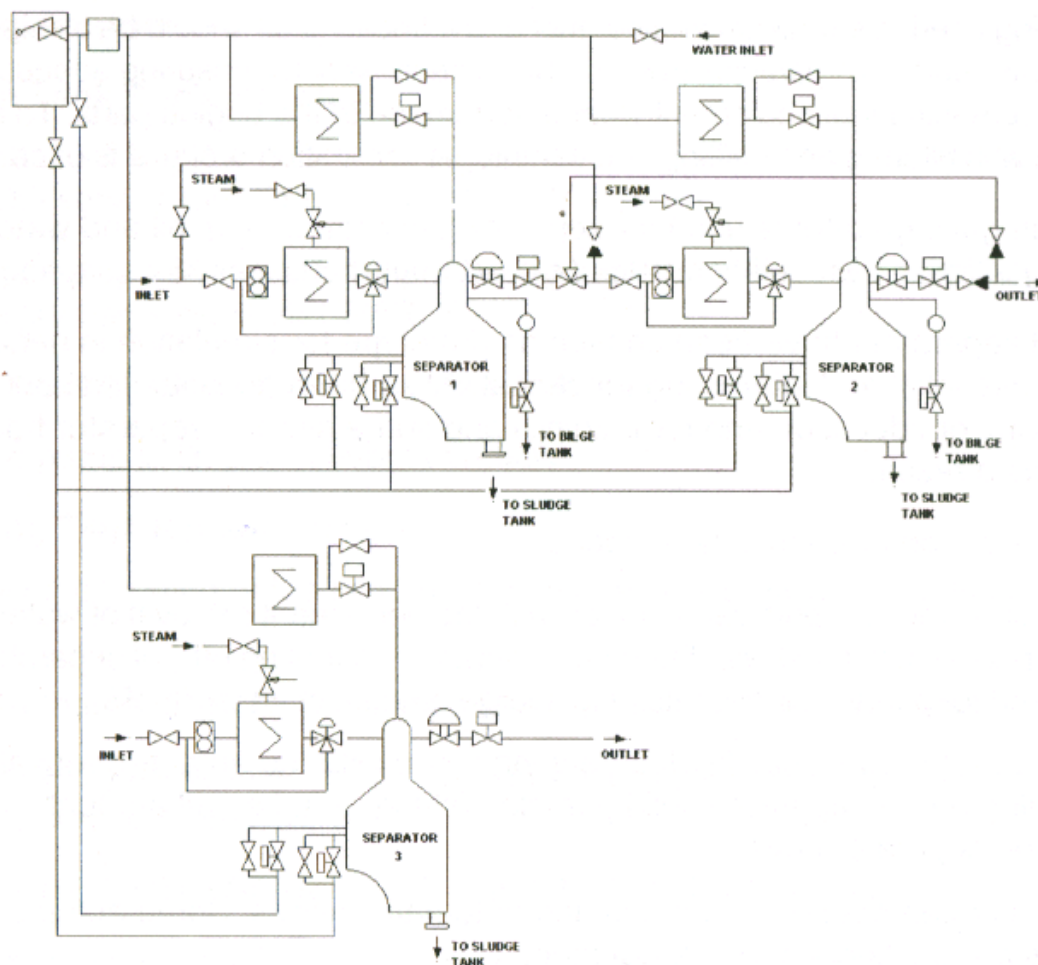 WATER INLET
STEAM
STEAM
INLET
OUTLET
SEPARATOR
1
SEPARATOR
2
TO BILGE
TANK
TO BILGE
TANK
TO SLUDGE
TANK
TO SLUDGE
TANK
STEAM
INLET
OUTLET
SEPARATOR
3
TO SLUDGE
TANK